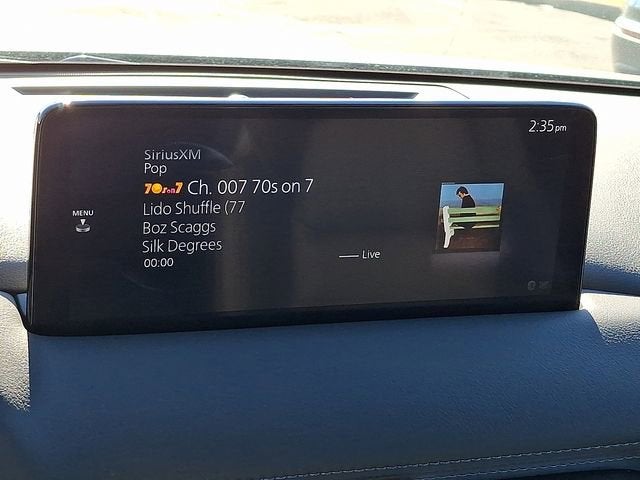 2:35pm
SiriusXM
Pop
70s on 7 Ch. 007 70s on 7
MENU
Lido Shuffle (77
Boz Scaggs
Silk Degrees
00:00
Live